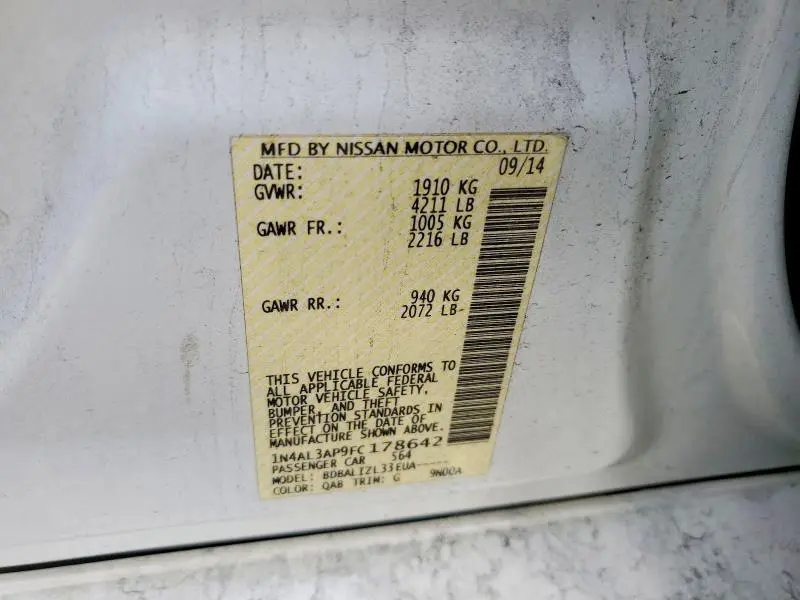 MFD BY NISSAN MOTOR CO., LTD.
DATE: 09/14
GVWR: 1910 KG
4211 LB
GAWR FR.: 1005 KG
2216 LB
GAWR RR.: 940 KG
2072 LB
THIS VEHICLE CONFORMS TO
ALL APPLICABLE FEDERAL
MOTOR VEHICLE SAFETY,
BUMPER, AND THEFT
PREVENTION STANDARDS IN
EFFECT ON THE DATE OF
MANUFACTURE SHOWN ABOVE.
1N4AL3AP9FC178642
PASSENGER CAR 564
MODEL: BDBALIZL33EUA-----
COLOR: QAB TRIM: G 9N00A